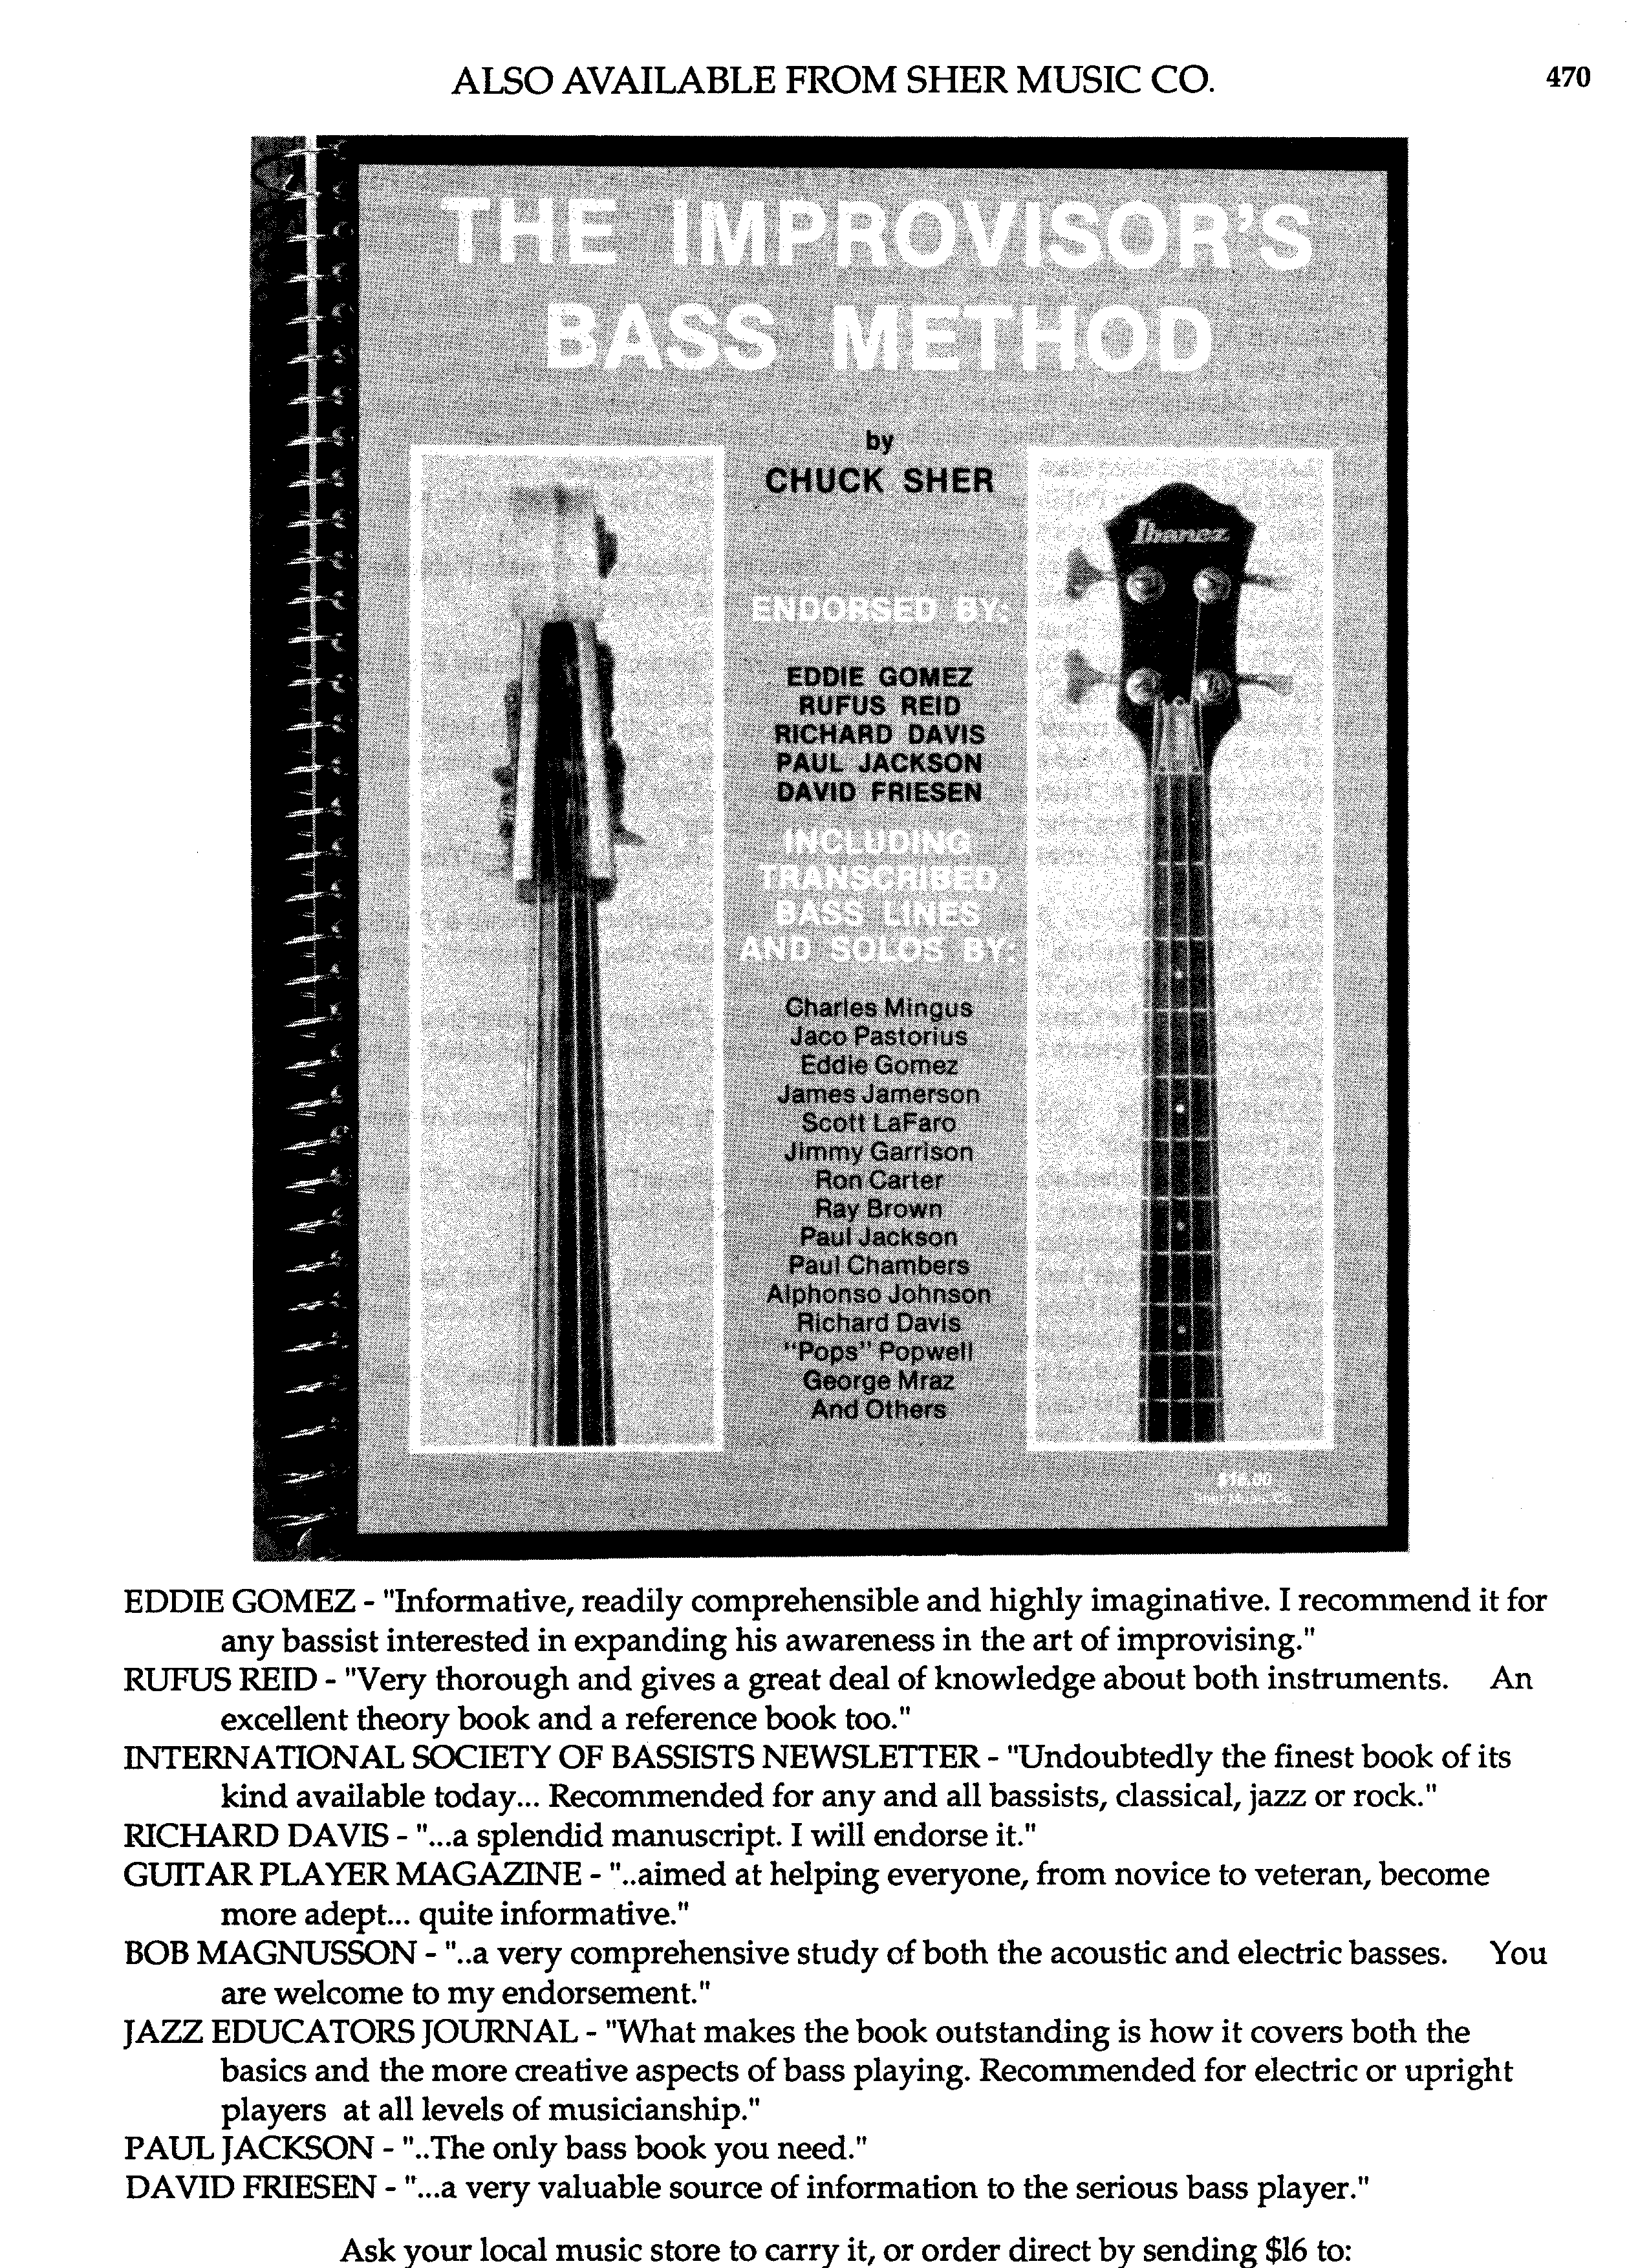 ALSO AVAILABLE FROM SHER MUSIC CO.
470
THE IMPROVISOR'S
BASS METHOD
by
CHUCK SHER
Ibanez
ENDORSED BY:
EDDIE GOMEZ
RUFUS REID
RICHARD DAVIS
PAUL JACKSON
DAVID FRIESEN
INCLUDING
TRANSCRIBED
BASS LINES
AND SOLOS BY:
Charles Mingus
Jaco Pastorius
Eddie Gomez
James Jamerson
Scott LaFaro
Jimmy Garrison
Ron Carter
Ray Brown
Paul Jackson
Paul Chambers
Alphonso Johnson
Richard Davis
"Pops" Popwell
George Mraz
And Others
$16.00
Sher Music Co.
EDDIE GOMEZ - "Informative, readily comprehensible and highly imaginative. I recommend it for
any bassist interested in expanding his awareness in the art of improvising."
RUFUS REID - "Very thorough and gives a great deal of knowledge about both instruments. An
excellent theory book and a reference book too."
INTERNATIONAL SOCIETY OF BASSISTS NEWSLETTER - "Undoubtedly the finest book of its
kind available today... Recommended for any and all bassists, classical, jazz or rock."
RICHARD DAVIS - "...a splendid manuscript. I will endorse it."
GUITAR PLAYER MAGAZINE - "..aimed at helping everyone, from novice to veteran, become
more adept... quite informative."
BOB MAGNUSSON - "..a very comprehensive study of both the acoustic and electric basses. You
are welcome to my endorsement."
JAZZ EDUCATORS JOURNAL - "What makes the book outstanding is how it covers both the
basics and the more creative aspects of bass playing. Recommended for electric or upright
players at all levels of musicianship."
PAUL JACKSON - "..The only bass book you need."
DAVID FRIESEN - "...a very valuable source of information to the serious bass player."
Ask your local music store to carry it, or order direct by sending $16 to: